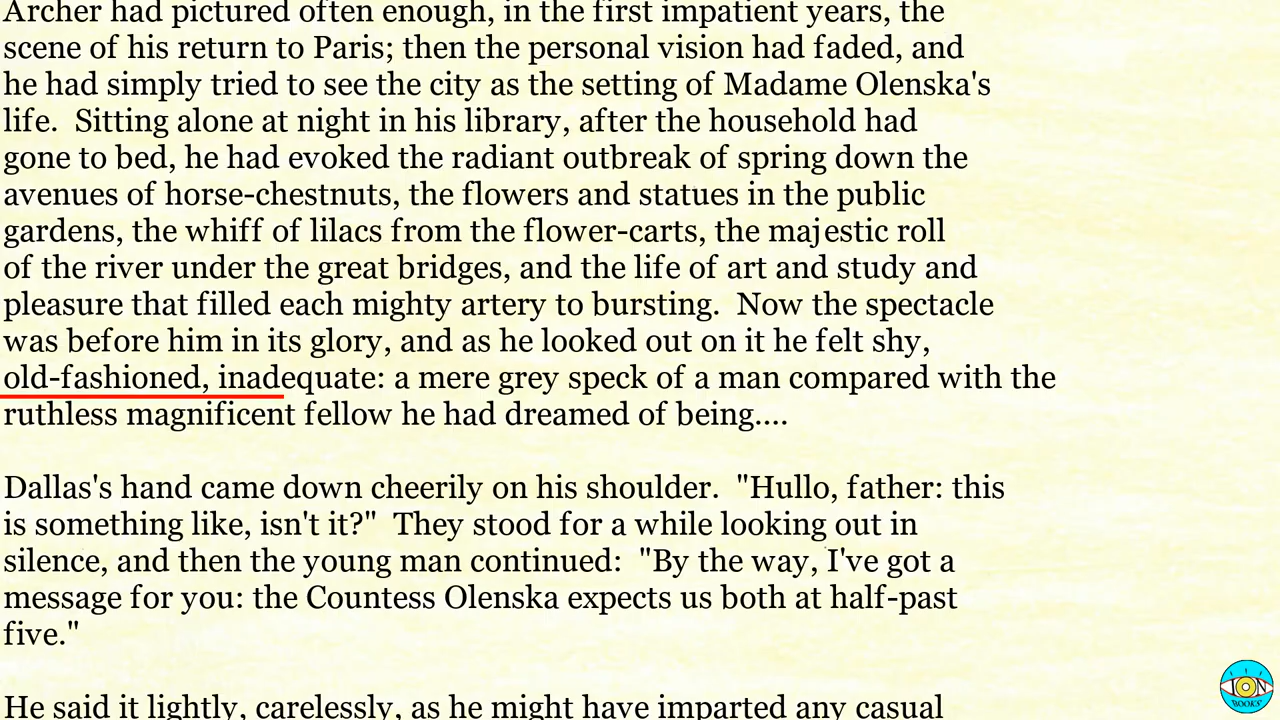 Archer had pictured often enough, in the first impatient years, the
scene of his return to Paris; then the personal vision had faded, and
he had simply tried to see the city as the setting of Madame Olenska's
life.  Sitting alone at night in his library, after the household had
gone to bed, he had evoked the radiant outbreak of spring down the
avenues of horse-chestnuts, the flowers and statues in the public
gardens, the whiff of lilacs from the flower-carts, the majestic roll
of the river under the great bridges, and the life of art and study and
pleasure that filled each mighty artery to bursting.  Now the spectacle
was before him in its glory, and as he looked out on it he felt shy,
old-fashioned, inadequate: a mere grey speck of a man compared with the
ruthless magnificent fellow he had dreamed of being....
Dallas's hand came down cheerily on his shoulder.  "Hullo, father: this
is something like, isn't it?"  They stood for a while looking out in
silence, and then the young man continued:  "By the way, I've got a
message for you: the Countess Olenska expects us both at half-past
five."
He said it lightly, carelessly, as he might have imparted any casual
ION
BOOKS